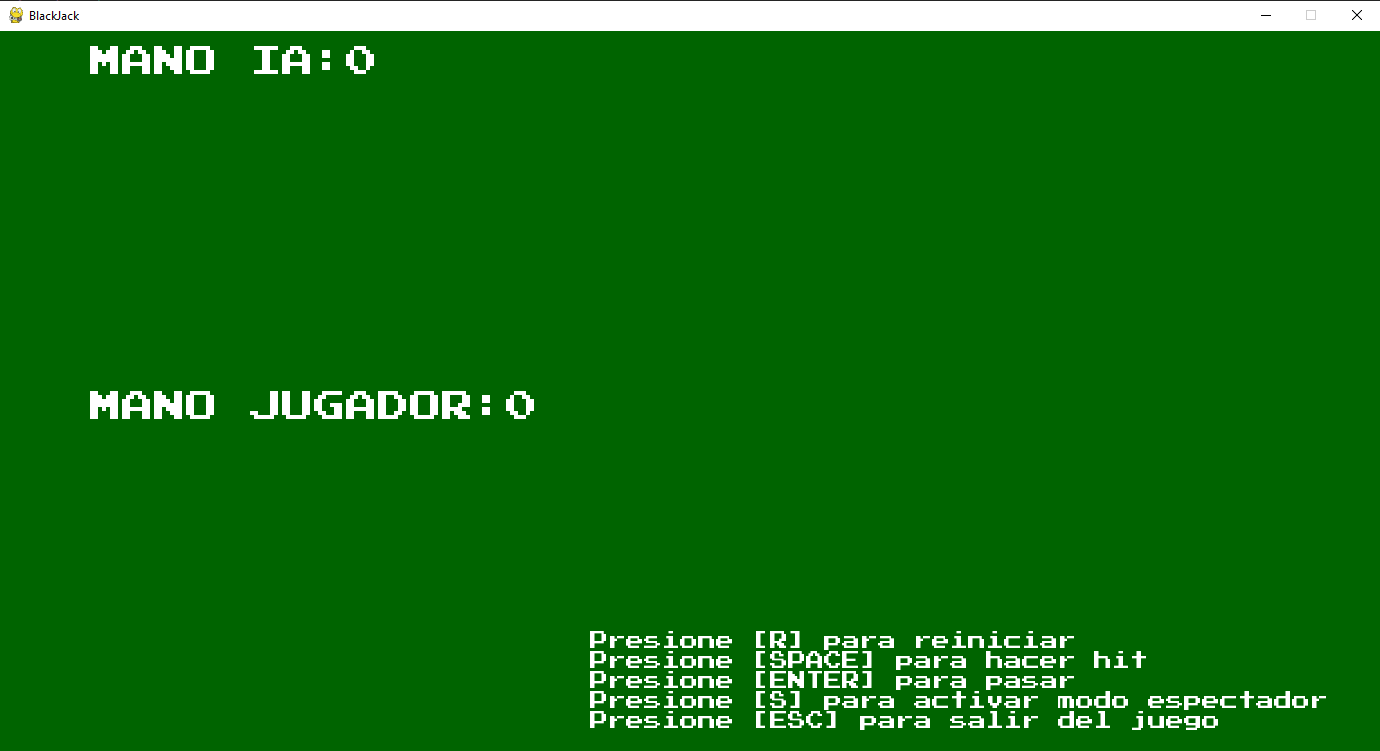 BlackJack
MANO IA:0
MANO JUGADOR:0
Presione [R] para reiniciar
Presione [SPACE] para hacer hit
Presione [ENTER] para pasar
Presione [S] para activar modo espectador
Presione [ESC] para salir del juego